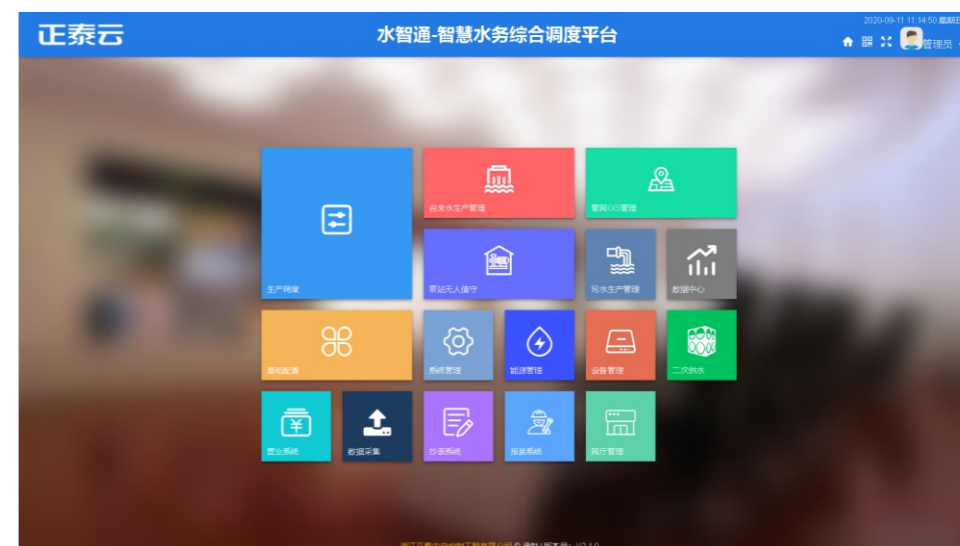 2020-09-11 11:14:50 星期五
正泰云
水智通-智慧水务综合调度平台
管理员
自来水生产管理
管网GIS管理
生产调度
泵站无人值守
污水生产管理
数据中心
基础配置
系统管理
能源管理
设备管理
二次供水
营业系统
数据采集
抄表系统
报装系统
网厅管理